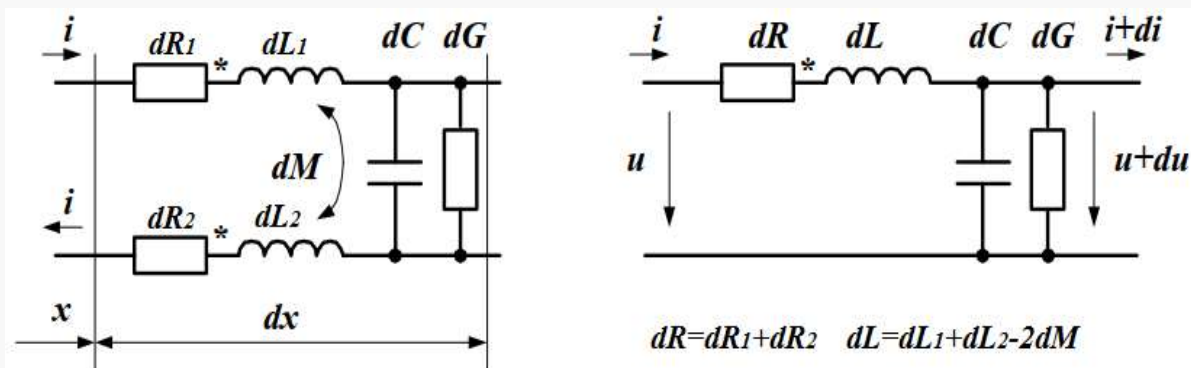 i dR1 * dL1 dC dG
dM
i dR2 * dL2
x dx
i dR * dL dC dG i+di
u u+du
dR=dR1+dR2 dL=dL1+dL2-2dM